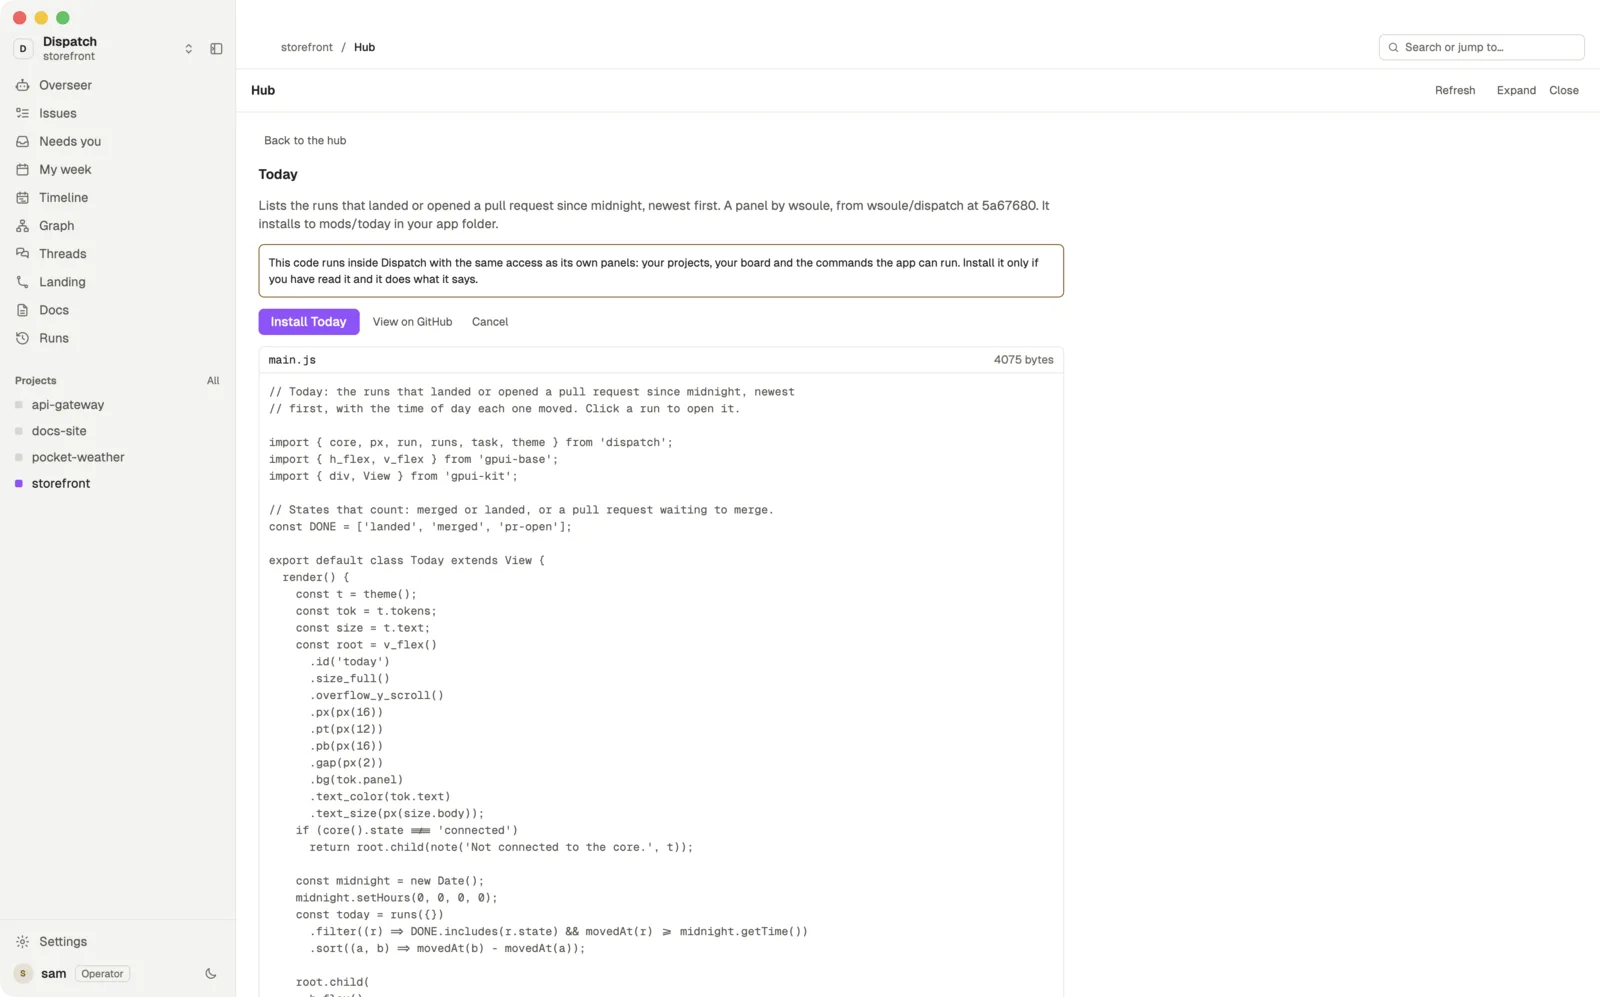 D
Dispatch
storefront
Overseer
Issues
Needs you
My week
Timeline
Graph
Threads
Landing
Docs
Runs
Projects
All
api-gateway
docs-site
pocket-weather
storefront
Settings
S
sam
Operator
storefront / Hub
Search or jump to...
Hub
Refresh
Expand
Close
Back to the hub
Today
Lists the runs that landed or opened a pull request since midnight, newest first. A panel by wsoule, from wsoule/dispatch at 5a67680. It
installs to mods/today in your app folder.
This code runs inside Dispatch with the same access as its own panels: your projects, your board and the commands the app can run. Install it only if
you have read it and it does what it says.
Install Today
View on GitHub
Cancel
main.js
4075 bytes
// Today: the runs that landed or opened a pull request since midnight, newest
// first, with the time of day each one moved. Click a run to open it.
import { core, px, run, runs, task, theme } from 'dispatch';
import { h_flex, v_flex } from 'gpui-base';
import { div, View } from 'gpui-kit';
// States that count: merged or landed, or a pull request waiting to merge.
const DONE = ['landed', 'merged', 'pr-open'];
export default class Today extends View {
render() {
const t = theme();
const tok = t.tokens;
const size = t.text;
const root = v_flex()
.id('today')
.size_full()
.overflow_y_scroll()
.px(px(16))
.pt(px(12))
.pb(px(16))
.gap(px(2))
.bg(tok.panel)
.text_color(tok.text)
.text_size(px(size.body));
if (core().state !== 'connected')
return root.child(note('Not connected to the core.', t));
const midnight = new Date();
midnight.setHours(0, 0, 0, 0);
const today = runs({})
.filter((r) => DONE.includes(r.state) && movedAt(r) >= midnight.getTime())
.sort((a, b) => movedAt(b) - movedAt(a));
root.child(